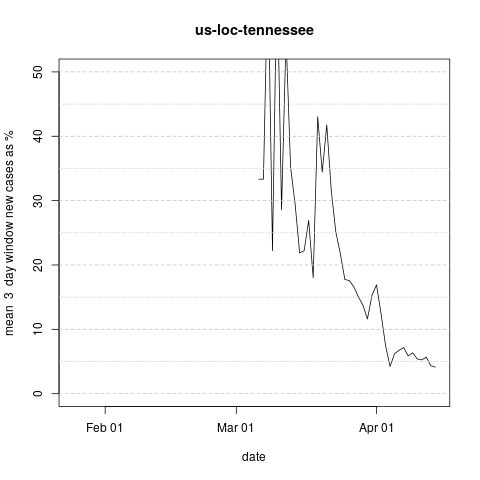 us-loc-tennessee
mean  3  day window new cases as %
50
40
30
20
10
0
Feb 01
Mar 01
Apr 01
date